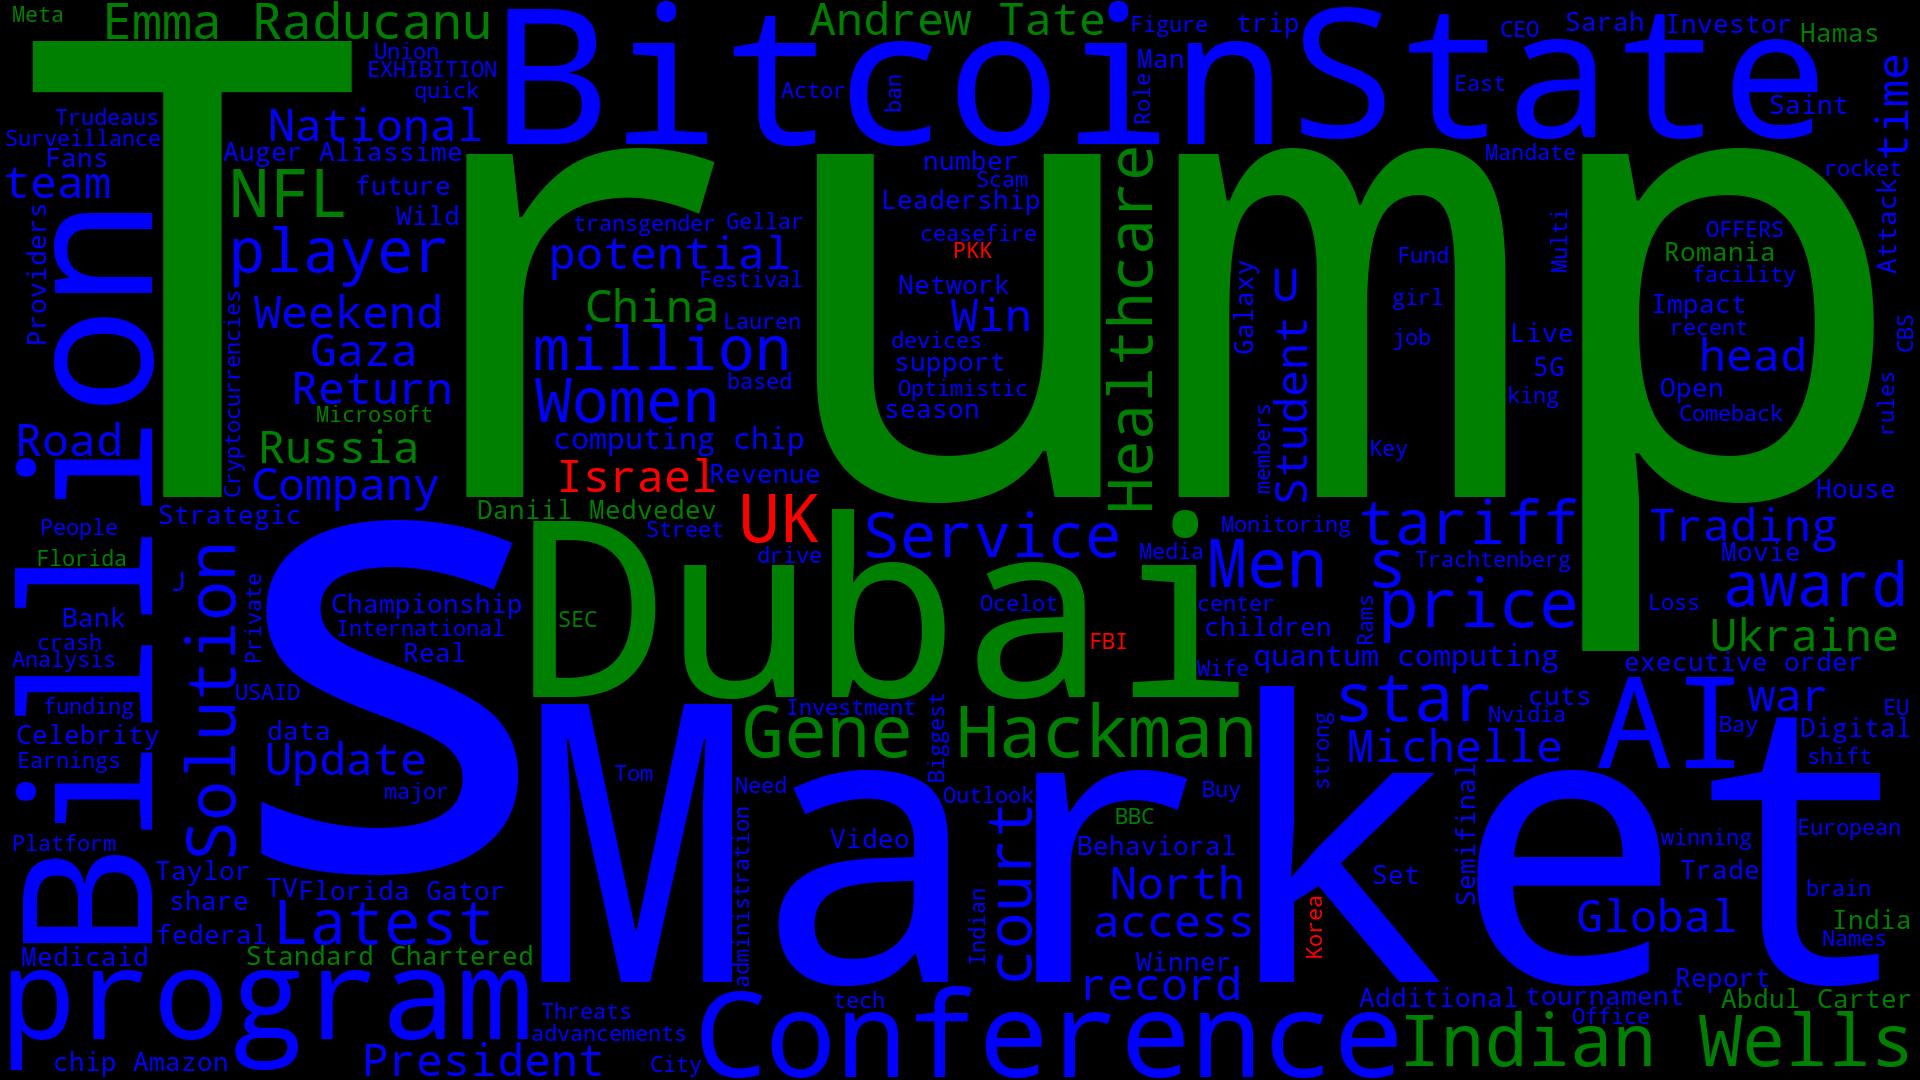 Meta
Emma Raducanu
Bitcoin
Andrew Tate
Figure
trip
State
CEO
Sarah
Investor
Hamas
Union
EXHIBITION
quick
Actor
ban
Man
Role
East
Saint
time
Trudeaus
Surveillance
Fans
team
National
Auger Aliassime
NFL
future
Wild
player
Trump
number
Scam
Leadership
ceasefire
PKK
Healthcare
Mandate
rocket
Attack
Multi
OFFERS
Romania
facility
Providers
transgender
Gellar
potential
Festival
Network
Win
Galaxy
Fund
girl
job
Impact
recent
Weekend
China
Lauren
million
Gaza
Return
Women
based
devices
support
Optimistic
season
Student
U
Live
5G
king
head
Open
Comeback
CBS
rules
Cryptocurrencies
Microsoft
Russia
Company
computing chip
Israel
Revenue
UK
members
Key
House
Road
Billion
Strategic
Daniil Medvedev
Street
drive
Service
Media
Monitoring
Men
s
tariff
Trachtenberg
Trading
Movie
award
People
Florida
J
Solution
Private
S
Dubai
SEC
Ocelot
FBI
center
children
Rams
price
Loss
Ukraine
Bank
crash
Analysis
Championship
International
Real
Wife
quantum computing
executive order
USAID
funding
Celebrity
Earnings
data
Update
major
Market
Tom
Gene Hackman
Investment
Biggest
strong
star
cuts
Nvidia
Michelle
AI
war
Bay
EU
Digital
shift
Need
Outlook
Buy
BBC
Platform
Taylor
share
federal
TV
Florida Gator
Latest
administration
Video
Behavioral
Indian
court
North
access
Korea
Set
Semifinal
winning
European
Trade
brain
Global
India
Names
Medicaid
Standard Chartered
program
Winner
record
Report
Threats
advancements
tech
Conference
Additional
tournament
Office
Abdul Carter
chip
Amazon
President
City
Indian Wells